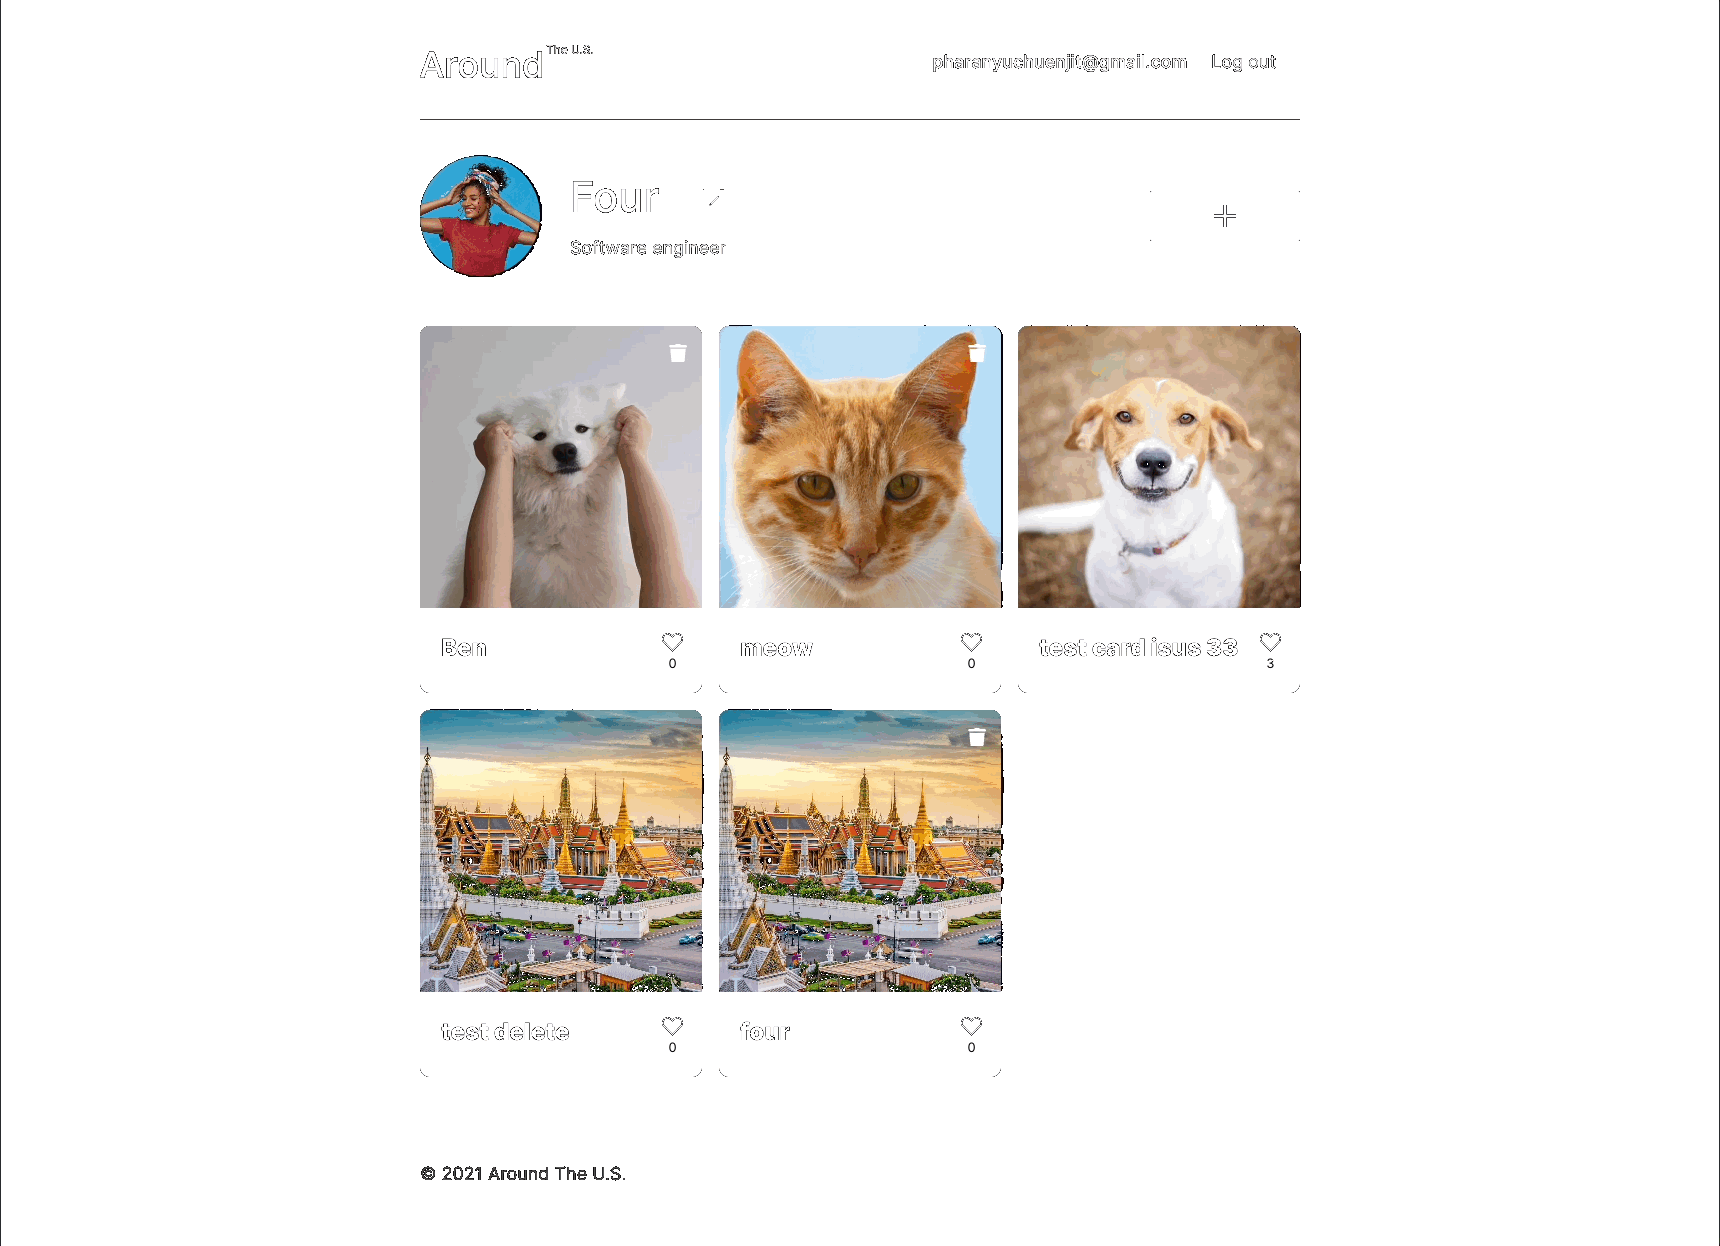 Around The U.S.
pharanyuchuenjit@gmail.com Log out
Four
Software engineer
Ben
0
meow
0
test card isus 33
3
test delete
0
four
0
© 2021 Around The U.S.